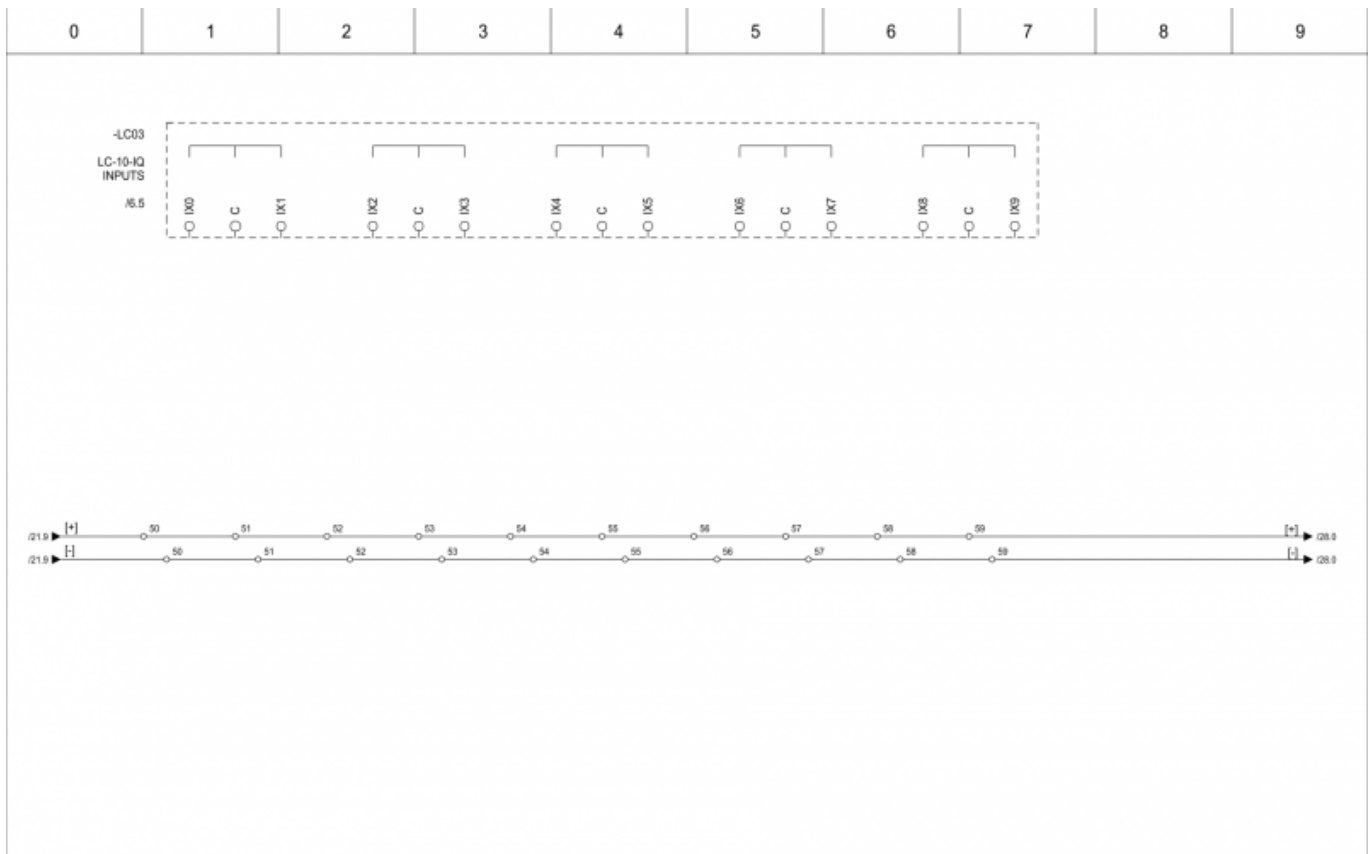 0 1 2 3 4 5 6 7 8 9
-LC03
LC-10-IQ
INPUTS
/6.5
IX0 C IX1 IX2 C IX3 IX4 C IX5 IX6 C IX7 IX8 C IX9
[+] 50 51 52 53 54 55 56 57 58 59 [+]
/21.9 /28.0
[-] 50 51 52 53 54 55 56 57 58 59 [-]
/21.9 /28.0